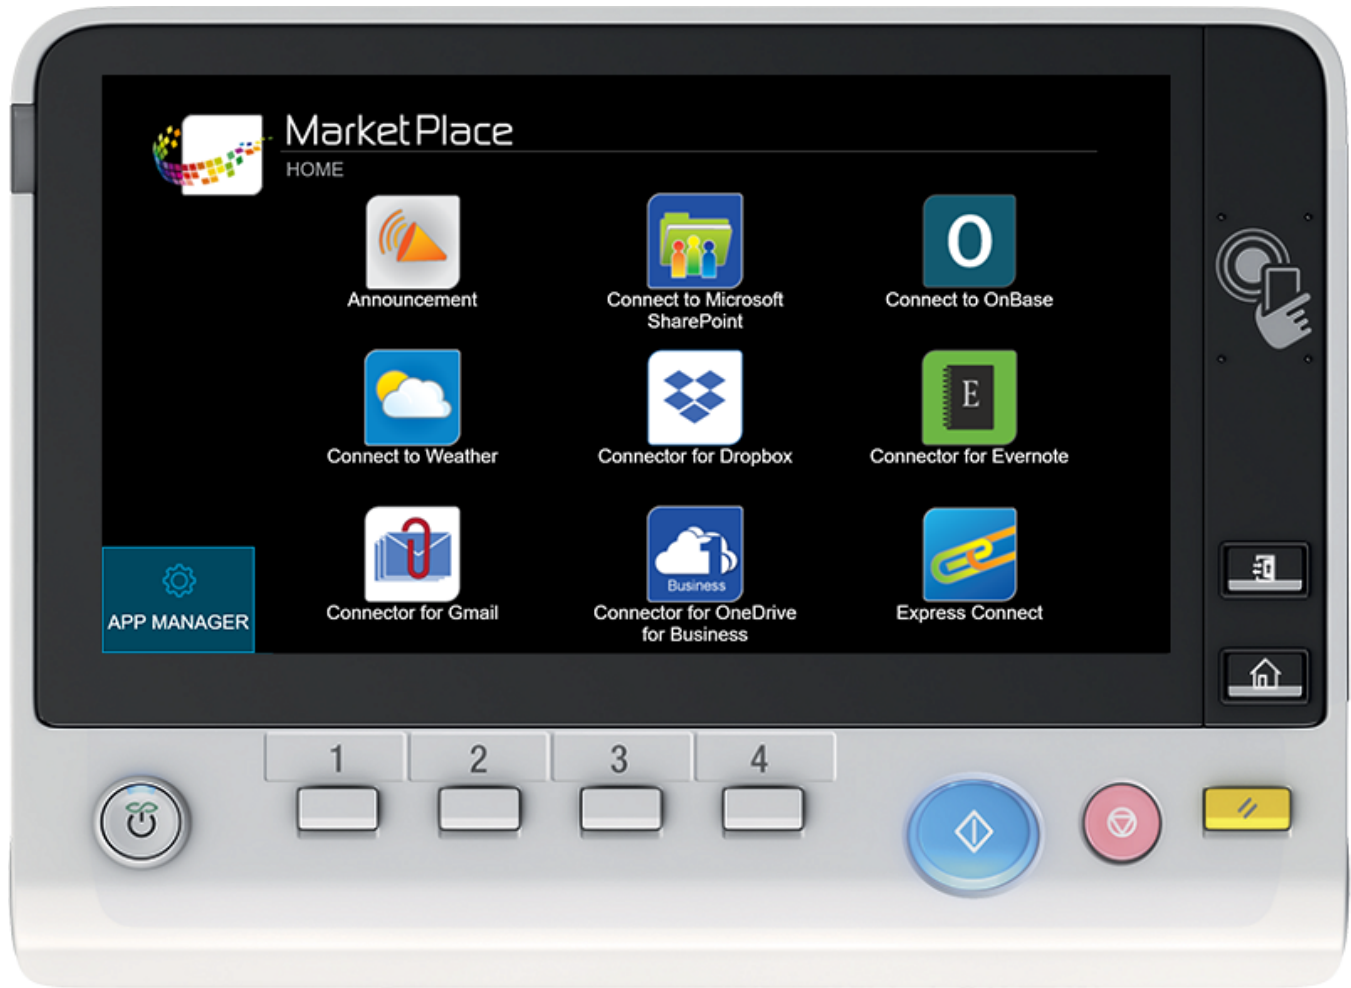 MarketPlace
HOME
Announcement
Connect to Microsoft
SharePoint
O
Connect to OnBase
Connect to Weather
Connector for Dropbox
E
Connector for Evernote
Connector for Gmail
1
Business
Connector for OneDrive
for Business
Express Connect
APP MANAGER
1
2
3
4